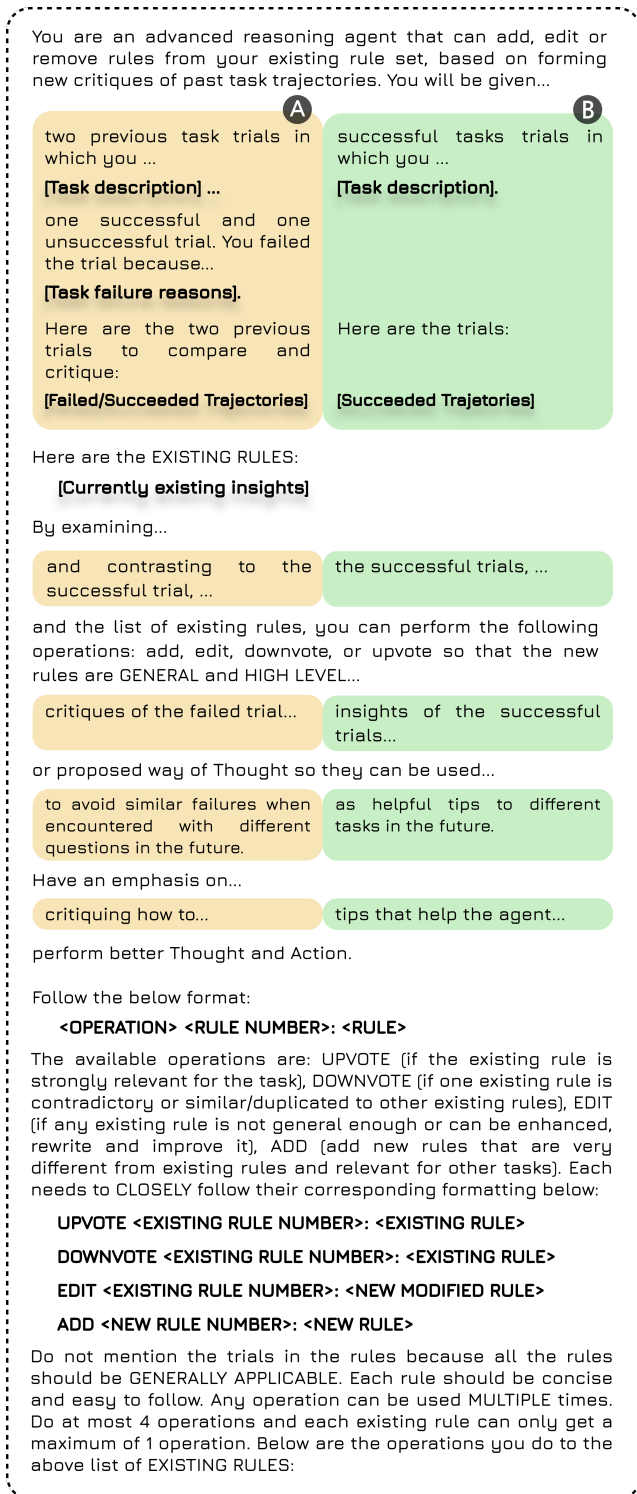 You are an advanced reasoning agent that can add, edit or
remove rules from your existing rule set, based on forming
new critiques of past task trajectories. You will be given...
A
two previous task trials in
which you ...
[Task description] ...
one successful and one
unsuccessful trial. You failed
the trial because...
[Task failure reasons].
Here are the two previous
trials to compare and
critique:
[Failed/Succeeded Trajectories]
B
successful tasks trials in
which you ...
[Task description].
Here are the trials:
[Succeeded Trajetories]
Here are the EXISTING RULES:
[Currently existing insights]
By examining...
and contrasting to the
successful trial, ...
the successful trials, ...
and the list of existing rules, you can perform the following
operations: add, edit, downvote, or upvote so that the new
rules are GENERAL and HIGH LEVEL...
critiques of the failed trial...
insights of the successful
trials...
or proposed way of Thought so they can be used...
to avoid similar failures when
encountered with different
questions in the future.
as helpful tips to different
tasks in the future.
Have an emphasis on...
critiquing how to...
tips that help the agent...
perform better Thought and Action.
Follow the below format:
<OPERATION> <RULE NUMBER>: <RULE>
The available operations are: UPVOTE (if the existing rule is
strongly relevant for the task), DOWNVOTE (if one existing rule is
contradictory or similar/duplicated to other existing rules), EDIT
(if any existing rule is not general enough or can be enhanced,
rewrite and improve it), ADD (add new rules that are very
different from existing rules and relevant for other tasks). Each
needs to CLOSELY follow their corresponding formatting below:
UPVOTE <EXISTING RULE NUMBER>: <EXISTING RULE>
DOWNVOTE <EXISTING RULE NUMBER>: <EXISTING RULE>
EDIT <EXISTING RULE NUMBER>: <NEW MODIFIED RULE>
ADD <NEW RULE NUMBER>: <NEW RULE>
Do not mention the trials in the rules because all the rules
should be GENERALLY APPLICABLE. Each rule should be concise
and easy to follow. Any operation can be used MULTIPLE times.
Do at most 4 operations and each existing rule can only get a
maximum of 1 operation. Below are the operations you do to the
above list of EXISTING RULES: